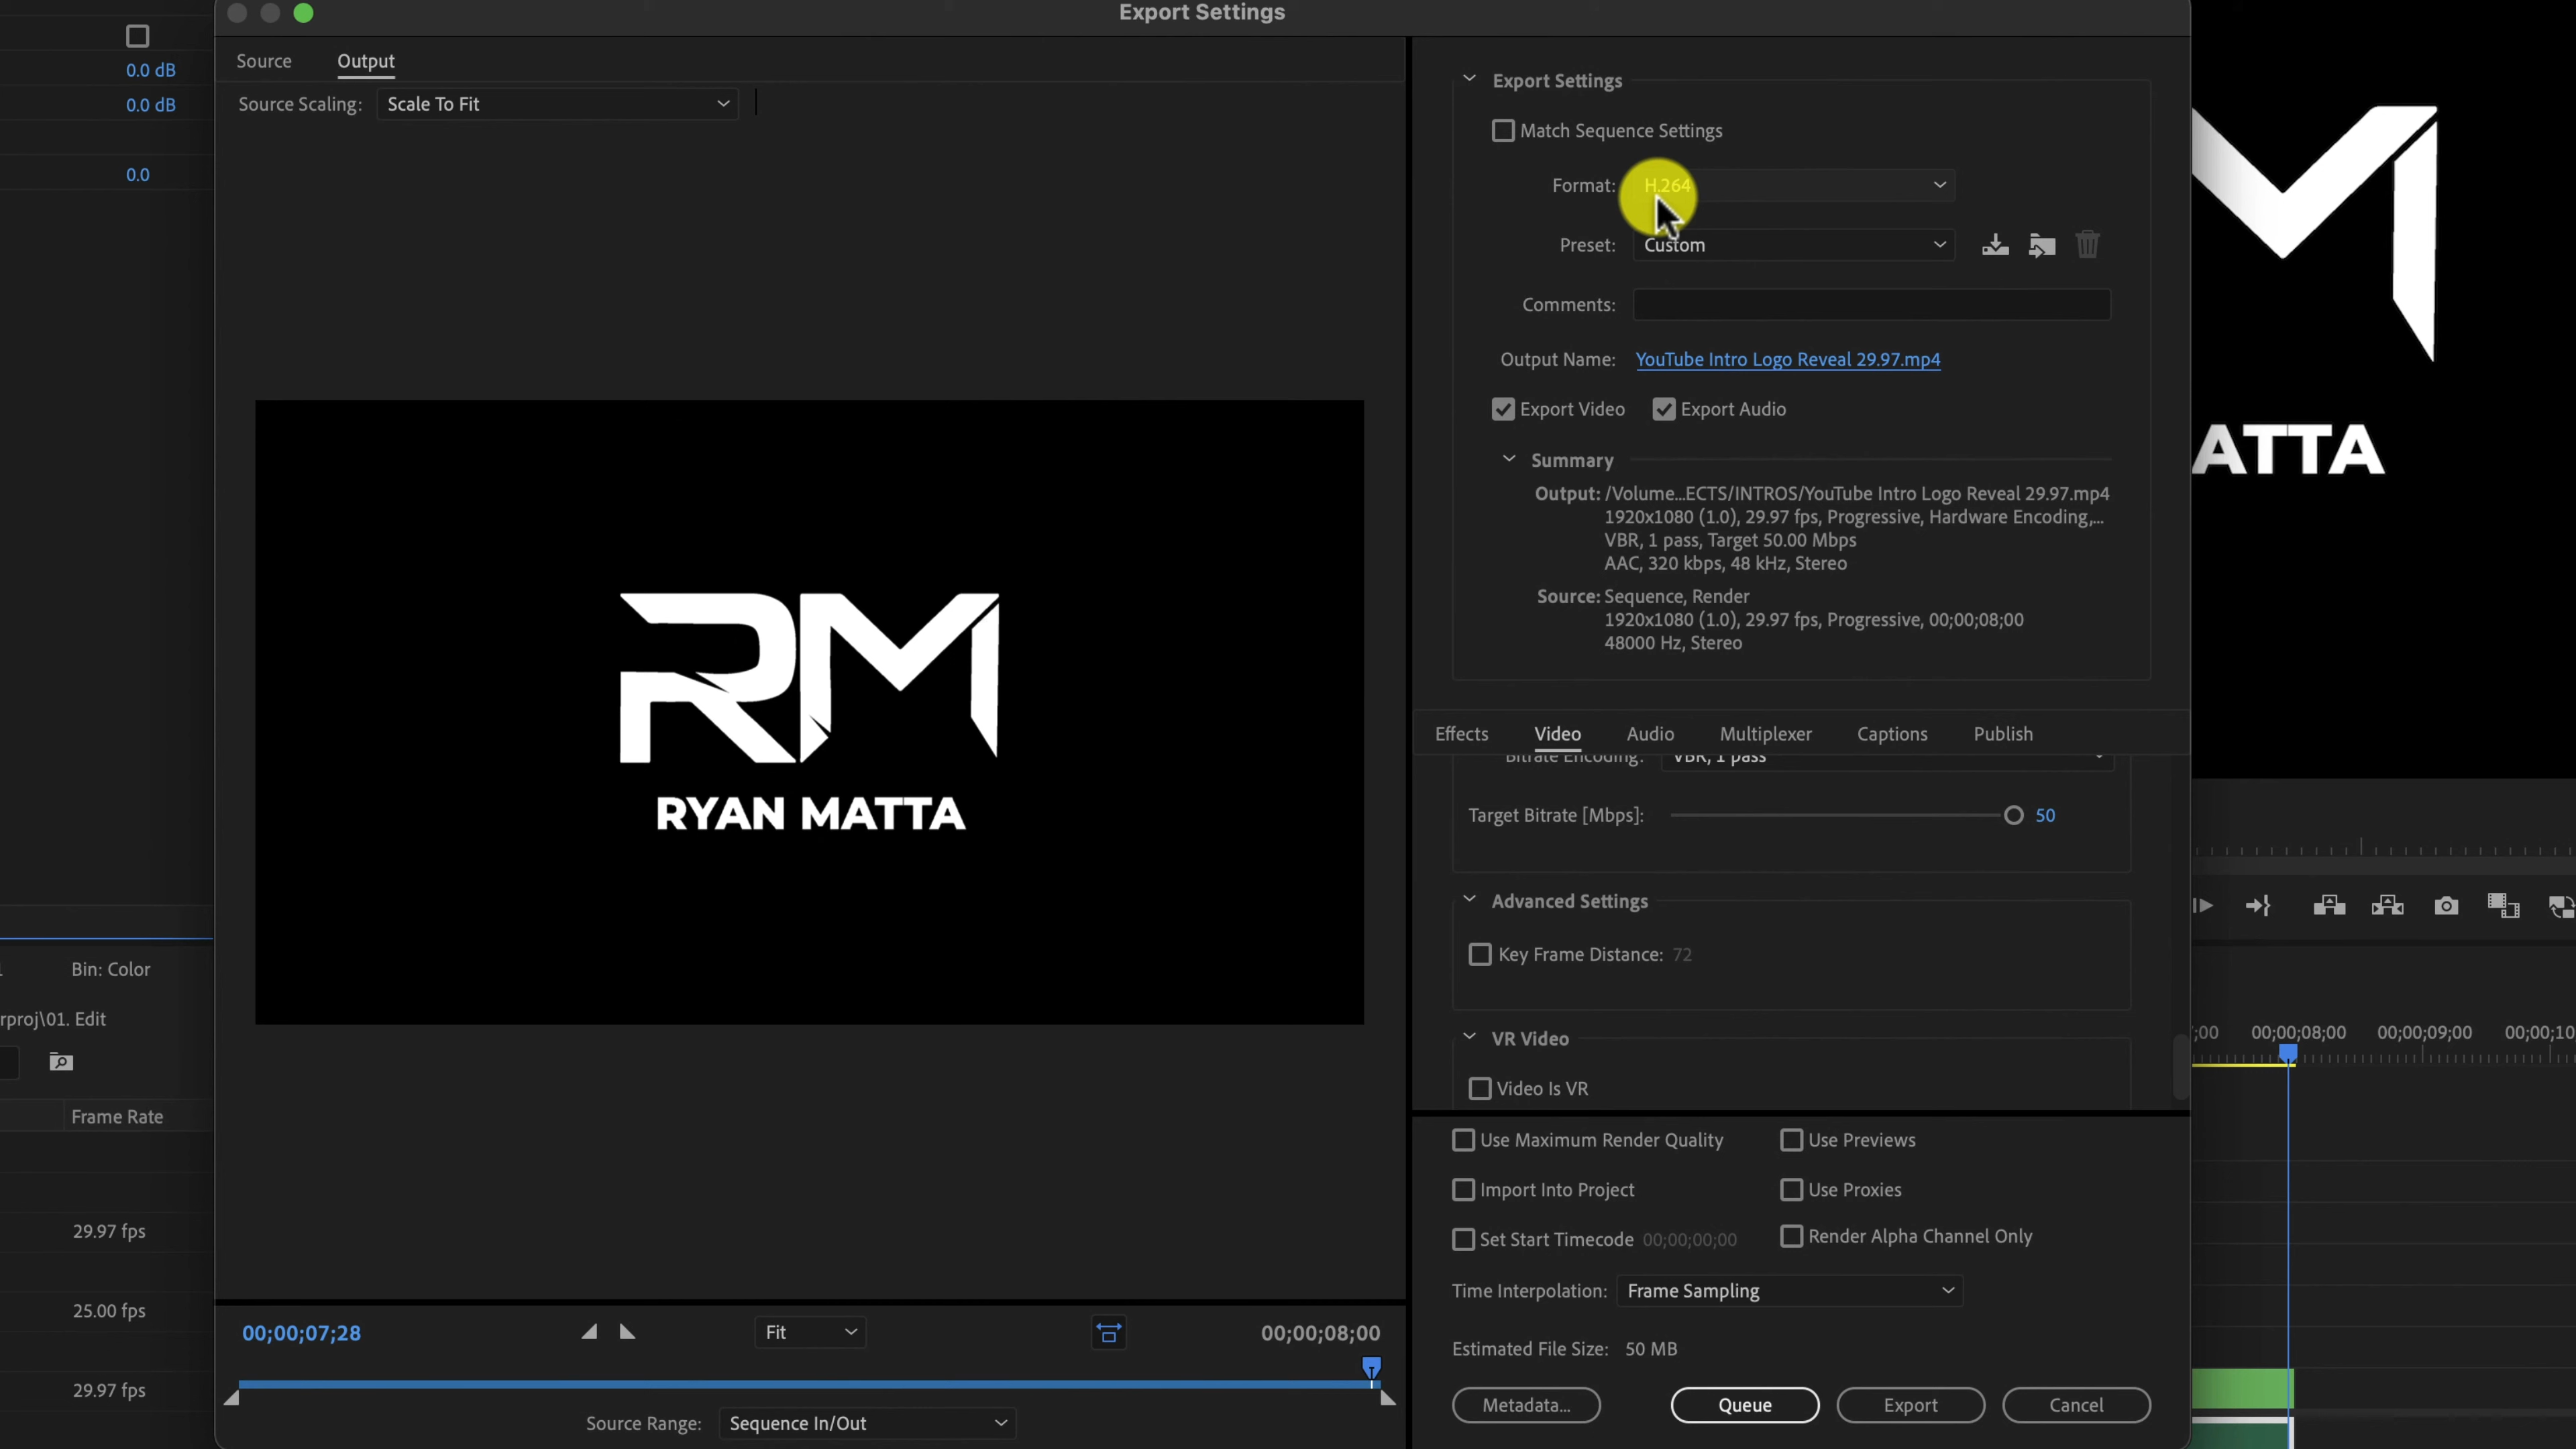 Export Settings
0.0 dB
0.0 dB
0.0
Bin: Color
rproj\01. Edit
Frame Rate
29.97 fps
25.00 fps
29.97 fps
Source Output
Source Scaling: Scale To Fit
RM
RYAN MATTA
00;00;07;28 Fit 00;00;08;00
Source Range: Sequence In/Out
Export Settings
Match Sequence Settings
Format: H.264
Preset: Custom
Comments:
Output Name: YouTube Intro Logo Reveal 29.97.mp4
Export Video Export Audio
Summary
Output: /Volume...ECTS/INTROS/YouTube Intro Logo Reveal 29.97.mp4
1920x1080 (1.0), 29.97 fps, Progressive, Hardware Encoding,...
VBR, 1 pass, Target 50.00 Mbps
AAC, 320 kbps, 48 kHz, Stereo
Source: Sequence, Render
1920x1080 (1.0), 29.97 fps, Progressive, 00;00;08;00
48000 Hz, Stereo
Effects Video Audio Multiplexer Captions Publish
Bitrate Encoding: VBR, 1 pass
Target Bitrate [Mbps]: 50
Advanced Settings
Key Frame Distance: 72
VR Video
Video Is VR
Use Maximum Render Quality Use Previews
Import Into Project Use Proxies
Set Start Timecode 00;00;00;00 Render Alpha Channel Only
Time Interpolation: Frame Sampling
Estimated File Size: 50 MB
Metadata... Queue Export Cancel
M
ATTA
;00 00;00;08;00 00;00;09;00 00;00;10